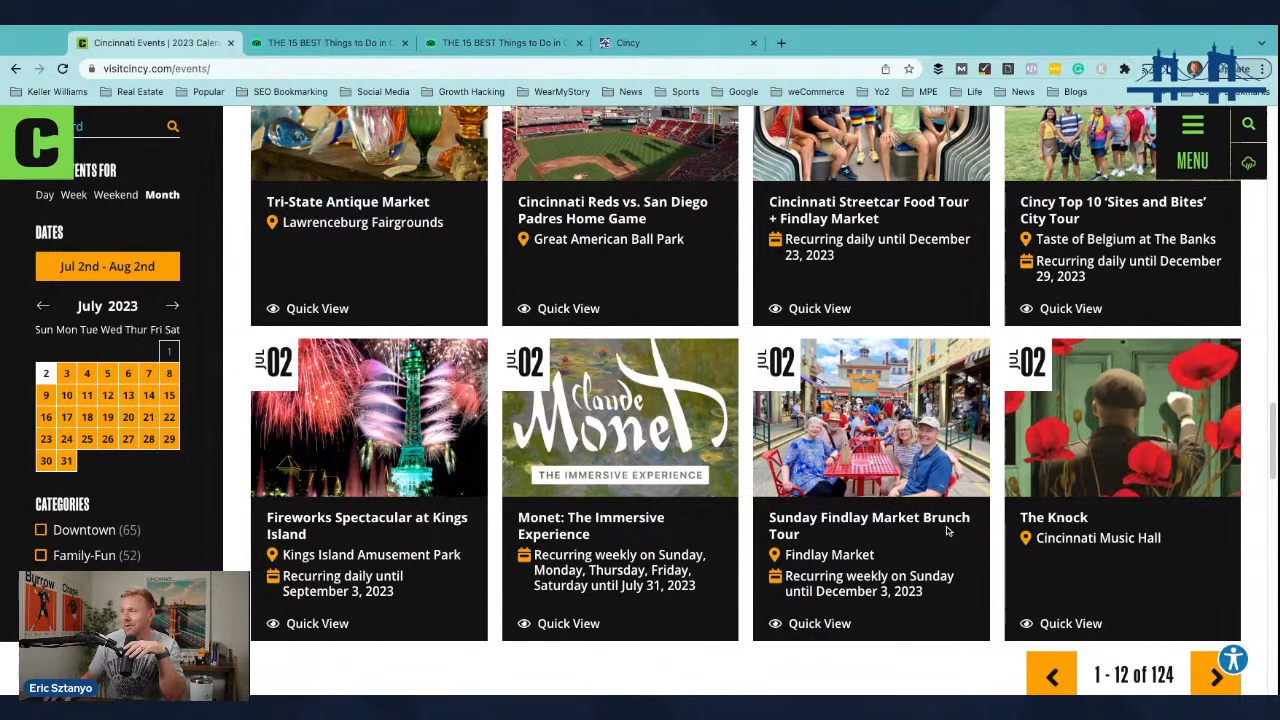 Cincinnati Events | 2023 Calen
THE 15 BEST Things to Do in C
THE 15 BEST Things to Do in C
Cincy
visitcincy.com/events/
Keller Williams
Real Estate
Popular
SEO Bookmarking
Social Media
Growth Hacking
WearMyStory
News
Sports
Google
weCommerce
Yo2
MPE
Life
News
Blogs
C
MENU
Day Week Weekend Month
DATES
Jul 2nd - Aug 2nd
July 2023
Sun Mon Tue Wed Thur Fri Sat
1
2 3 4 5 6 7 8
9 10 11 12 13 14 15
16 17 18 19 20 21 22
23 24 25 26 27 28 29
30 31
CATEGORIES
Downtown (65)
Family-Fun (52)
Tri-State Antique Market
Lawrenceburg Fairgrounds
Quick View
Cincinnati Reds vs. San Diego
Padres Home Game
Great American Ball Park
Quick View
Cincinnati Streetcar Food Tour
+ Findlay Market
Recurring daily until December
23, 2023
Quick View
Cincy Top 10 ‘Sites and Bites’
City Tour
Taste of Belgium at The Banks
Recurring daily until December
29, 2023
Quick View
JUL 02
Fireworks Spectacular at Kings
Island
Kings Island Amusement Park
Recurring daily until
September 3, 2023
Quick View
JUL 02
Claude
Monet
THE IMMERSIVE EXPERIENCE
Monet: The Immersive
Experience
Recurring weekly on Sunday,
Monday, Thursday, Friday,
Saturday until July 31, 2023
Quick View
JUL 02
Sunday Findlay Market Brunch
Tour
Findlay Market
Recurring weekly on Sunday
until December 3, 2023
Quick View
JUL 02
The Knock
Cincinnati Music Hall
Quick View
1 - 12 of 124
Burrow
Chase
CINCINNATI
Eric Sztanyo